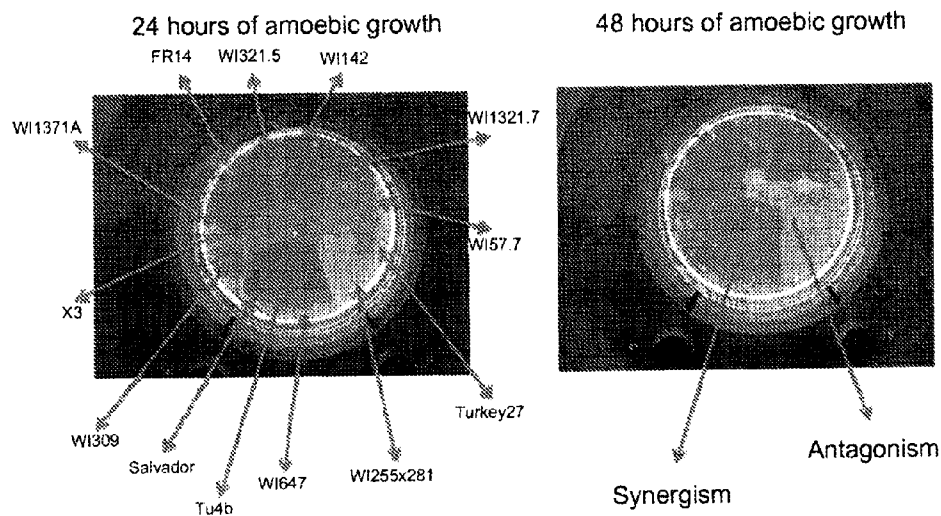 24 hours of amoebic growth
48 hours of amoebic growth
FR14
WI321.5
WI142
WI1371A
WI1321.7
WI57.7
X3
WI309
Salvador
Tu4b
WI647
WI255x281
Turkey27
Synergism
Antagonism